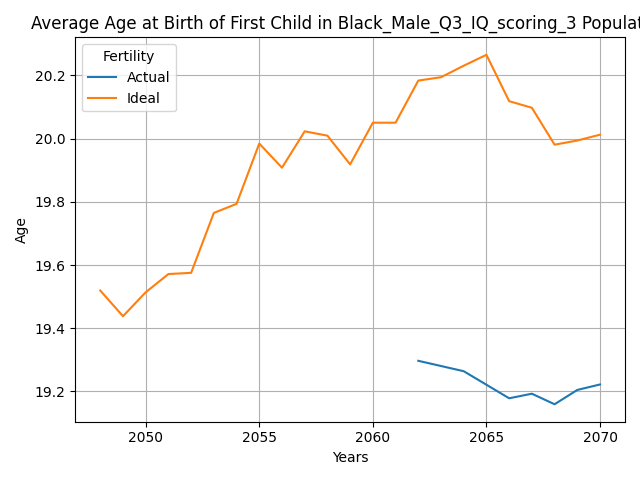 Average Age at Birth of First Child in Black_Male_Q3_IQ_scoring_3 Populat
Fertility
Actual
Ideal
20.2
20.0
19.8
19.6
19.4
19.2
Age
2050 2055 2060 2065 2070
Years